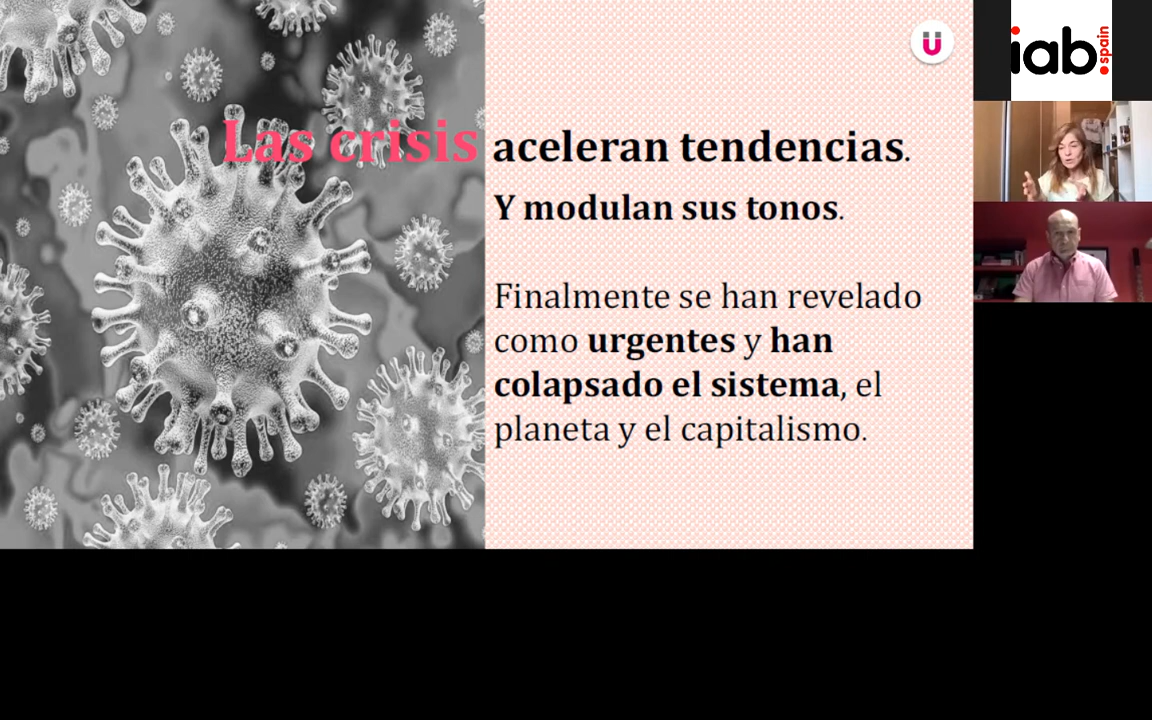 Las crisis aceleran tendencias.
Y modulan sus tonos.
Finalmente se han revelado
como urgentes y han
colapsado el sistema, el
planeta y el capitalismo.
iab.
spain